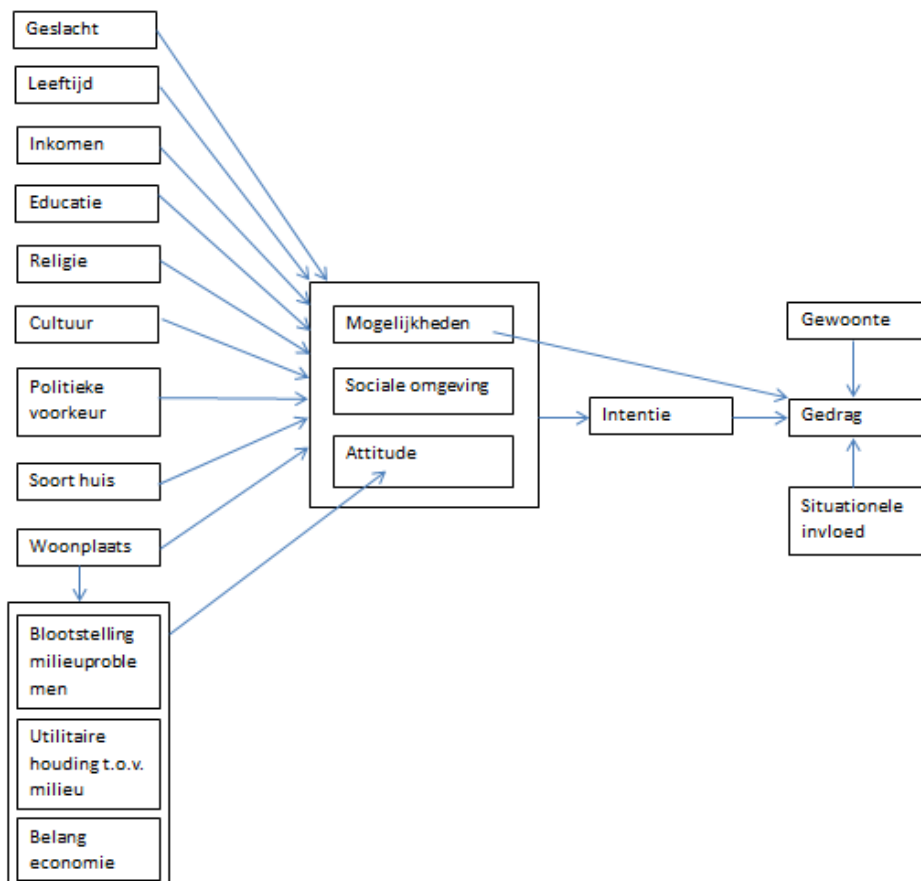 Geslacht
Leeftijd
Inkomen
Educatie
Religie
Cultuur
Politieke
voorkeur
Soort huis
Woonplaats
Blootstelling
milieuproble
men
Utilitaire
houding t.o.v.
milieu
Belang
economie
Mogelijkheden
Sociale omgeving
Attitude
Intentie
Gewoonte
Gedrag
Situationele
invloed